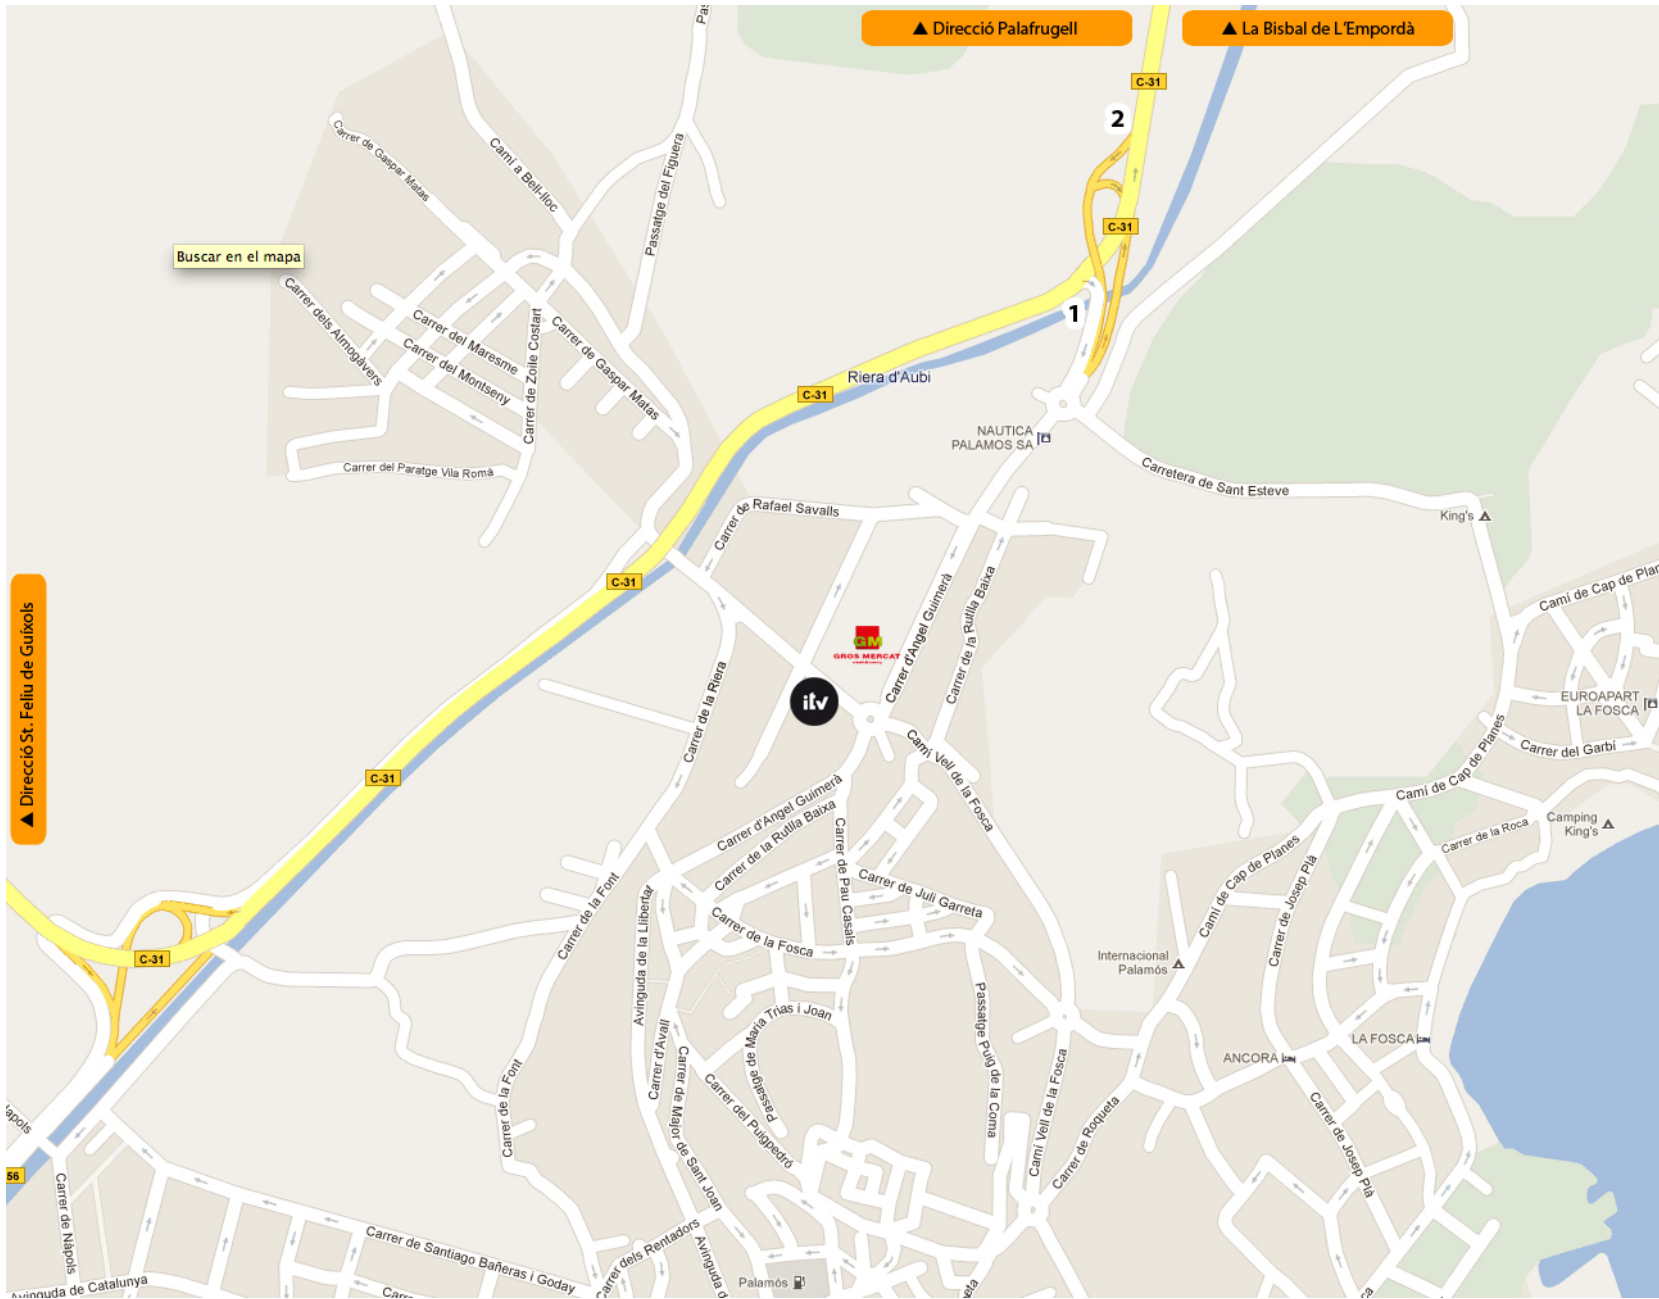 ▲ Direcció Palafrugell
▲ La Bisbal de L'Empordà
C-31
2
Carrer de Gaspar Matas
Camí a Bell-lloc
Passatge del Figuera
C-31
Buscar en el mapa
Carrer dels Almogàvers
Carrer del Maresme
Carrer del Montseny
Carrer de Zoile Costart
Carrer de Gaspar Matas
1
Riera d'Aubi
C-31
NAUTICA
PALAMOS SA
Carrer del Paratge Vila Romà
Carretera de Sant Esteve
Carrer de Rafael Savalls
King's
C-31
▲ Direcció St. Feliu de Guíxols
Camí de Cap de Plan
Carrer d'Angel Guimerà
Carrer de la Rutlla Baixa
GM
GROS MERCAT
itv
Carrer de la Riera
EUROAPART
LA FOSCA
Carrer del Garbí
Camí Vell de la Fosca
Camí de Cap de Planes
C-31
Carrer d'Angel Guimerà
Carrer de la Rutlla Baixa
Carrer de Pau Casals
Camping
King's
Carrer de la Roca
Camí de Cap de Planes
Carrer de Josep Plà
Carrer de Juli Garreta
Carrer de la Font
Avinguda de la Llibertat
Carrer de la Fosca
C-31
Internacional
Palamós
Passatge de Maria Trias i Joan
Passatge Puig de la Coma
LA FOSCA
ANCORA
Carrer d'Avall
Carrer de Major de Sant Joan
Carrer del Puigpedró
Carrer de la Font
Camí Vell de la Fosca
Carrer de Roqueta
Carrer de Josep Plà
lapols
56
Carrer de Nàpols
Carrer de Santiago Bañeras i Goday
Carrer dels Rentadors
Avinguda d
Palamós
Avinguda de Catalunya
Carr
eta